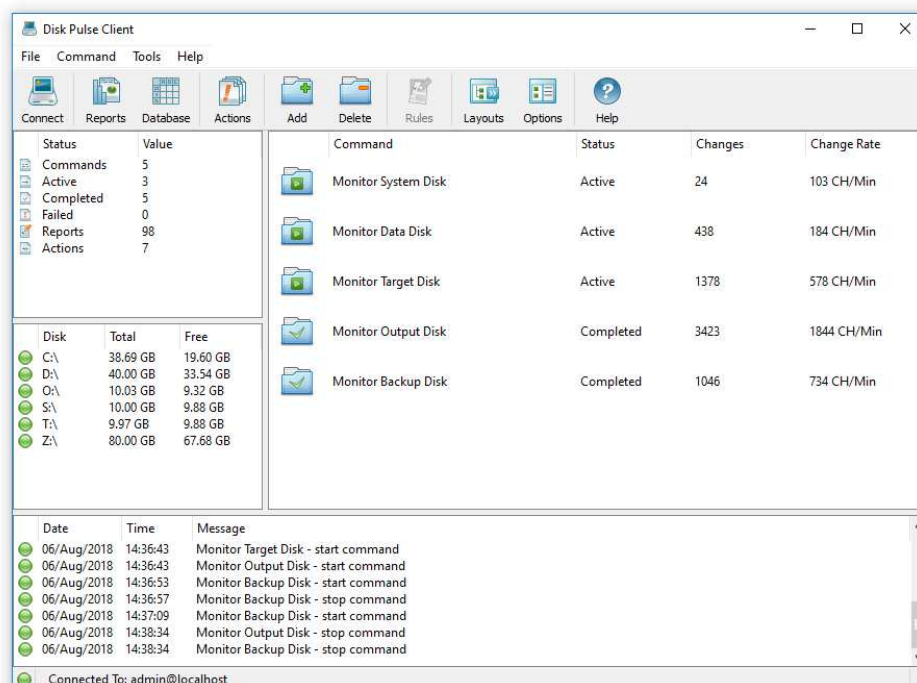 Disk Pulse Client
File Command Tools Help
Connect Reports Database Actions Add Delete Rules Layouts Options Help
Status Value
Commands 5
Active 3
Completed 5
Failed 0
Reports 98
Actions 7
Disk Total Free
C:\ 38.69 GB 19.60 GB
D:\ 40.00 GB 33.54 GB
O:\ 10.03 GB 9.32 GB
S:\ 10.00 GB 9.88 GB
T:\ 9.97 GB 9.88 GB
Z:\ 80.00 GB 67.68 GB
Command Status Changes Change Rate
Monitor System Disk Active 24 103 CH/Min
Monitor Data Disk Active 438 184 CH/Min
Monitor Target Disk Active 1378 578 CH/Min
Monitor Output Disk Completed 3423 1844 CH/Min
Monitor Backup Disk Completed 1046 734 CH/Min
Date Time Message
06/Aug/2018 14:36:43 Monitor Target Disk - start command
06/Aug/2018 14:36:43 Monitor Output Disk - start command
06/Aug/2018 14:36:53 Monitor Backup Disk - start command
06/Aug/2018 14:36:57 Monitor Backup Disk - stop command
06/Aug/2018 14:37:09 Monitor Backup Disk - start command
06/Aug/2018 14:38:34 Monitor Output Disk - stop command
06/Aug/2018 14:38:34 Monitor Backup Disk - stop command
Connected To: admin@localhost